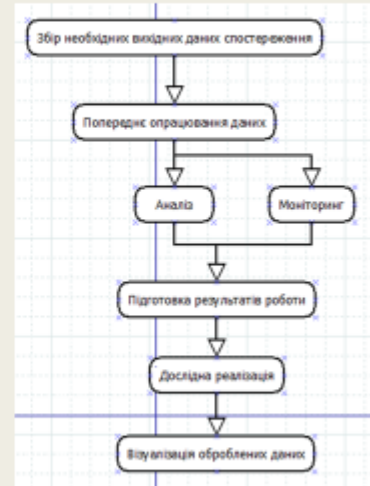 Збір необхідних вихідних даних спостереження
Попереднє опрацювання даних
Аналіз
Моніторинг
Підготовка результатів роботи
Дослідна реалізація
Візуалізація оброблених даних